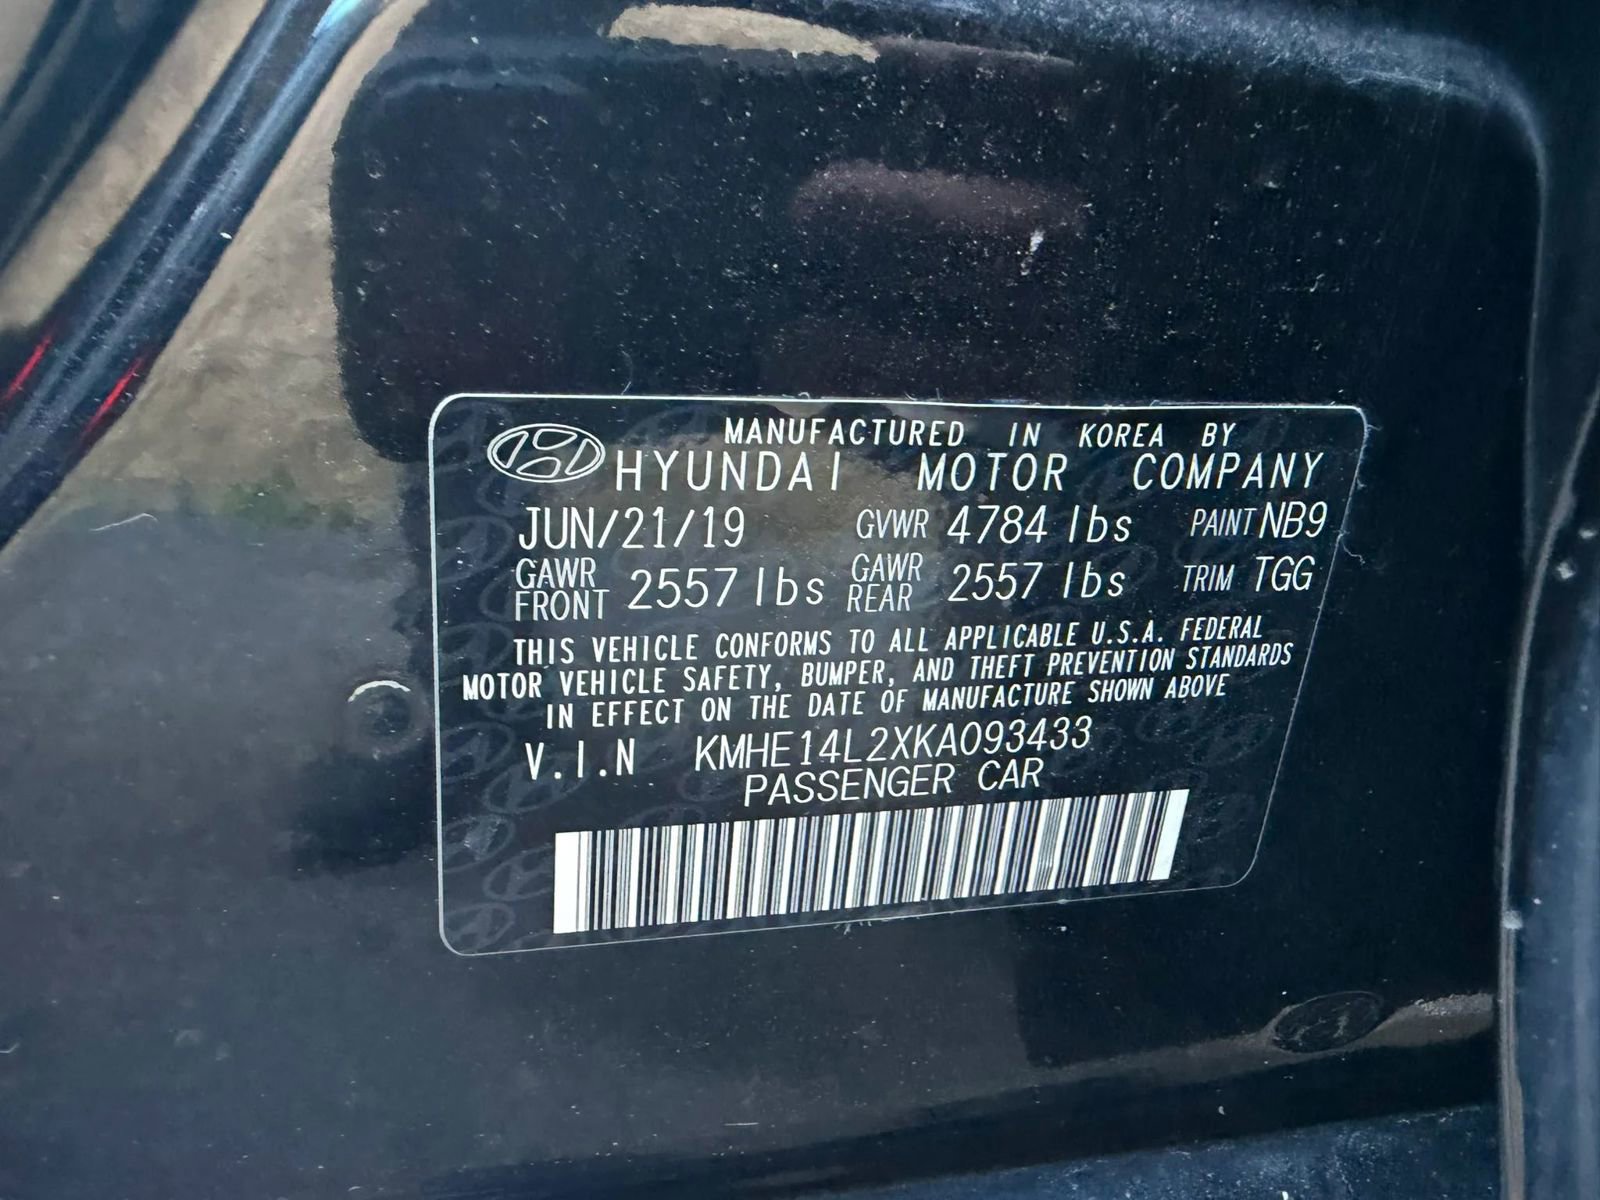 MANUFACTURED IN KOREA BY
HYUNDAI MOTOR COMPANY
JUN/21/19 GVWR 4784 lbs PAINT NB9
GAWR FRONT 2557 lbs GAWR REAR 2557 lbs TRIM TGG
THIS VEHICLE CONFORMS TO ALL APPLICABLE U.S.A. FEDERAL
MOTOR VEHICLE SAFETY, BUMPER, AND THEFT PREVENTION STANDARDS
IN EFFECT ON THE DATE OF MANUFACTURE SHOWN ABOVE
V.I.N KMHE14L2XKA093433
PASSENGER CAR